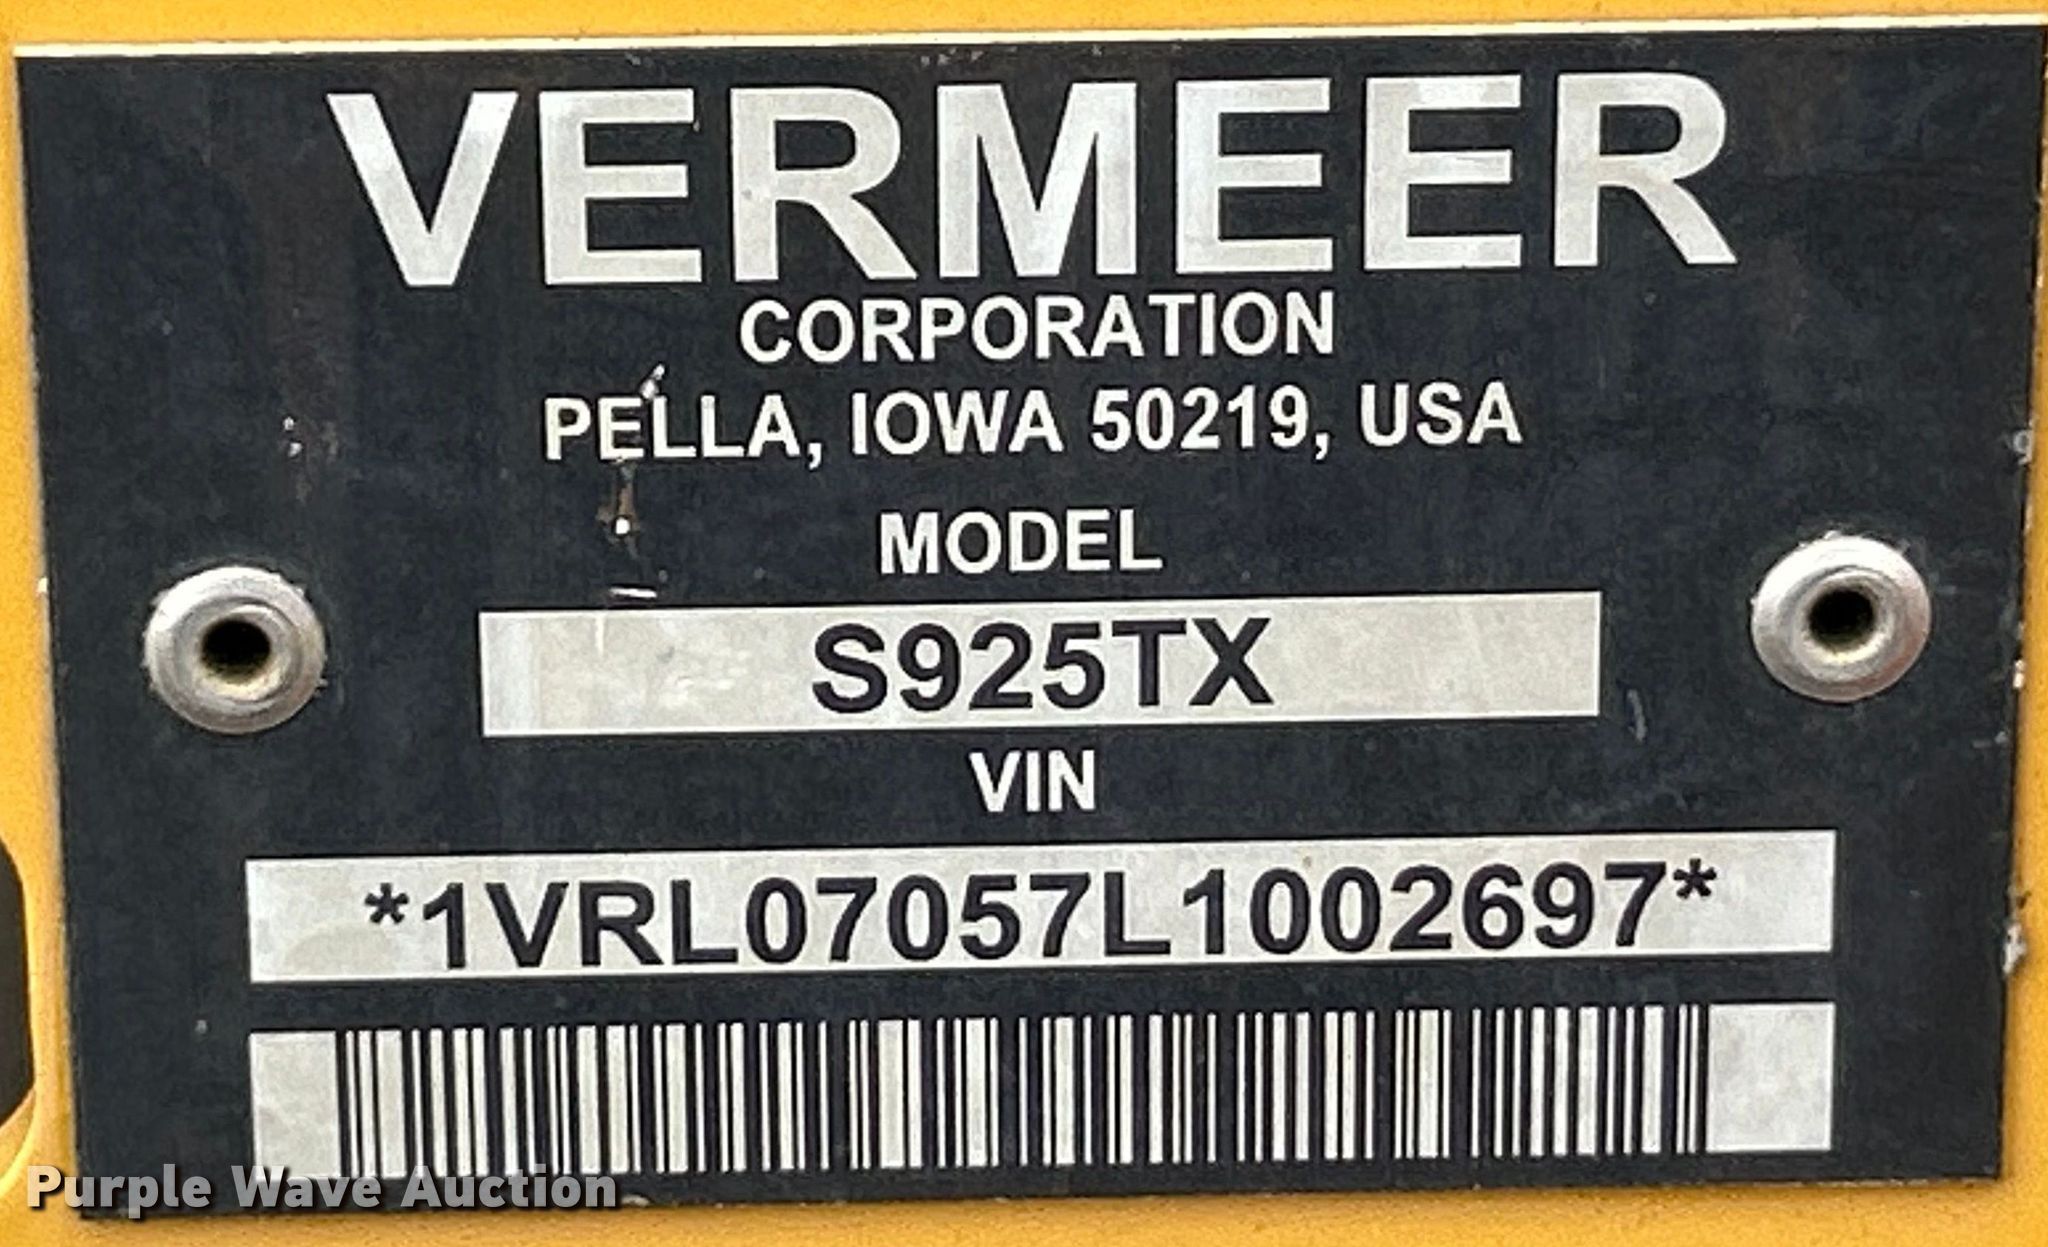 VERMEER
CORPORATION
PELLA, IOWA 50219, USA
MODEL
S925TX
VIN
*1VRL07057L1002697*
Purple Wave Auction